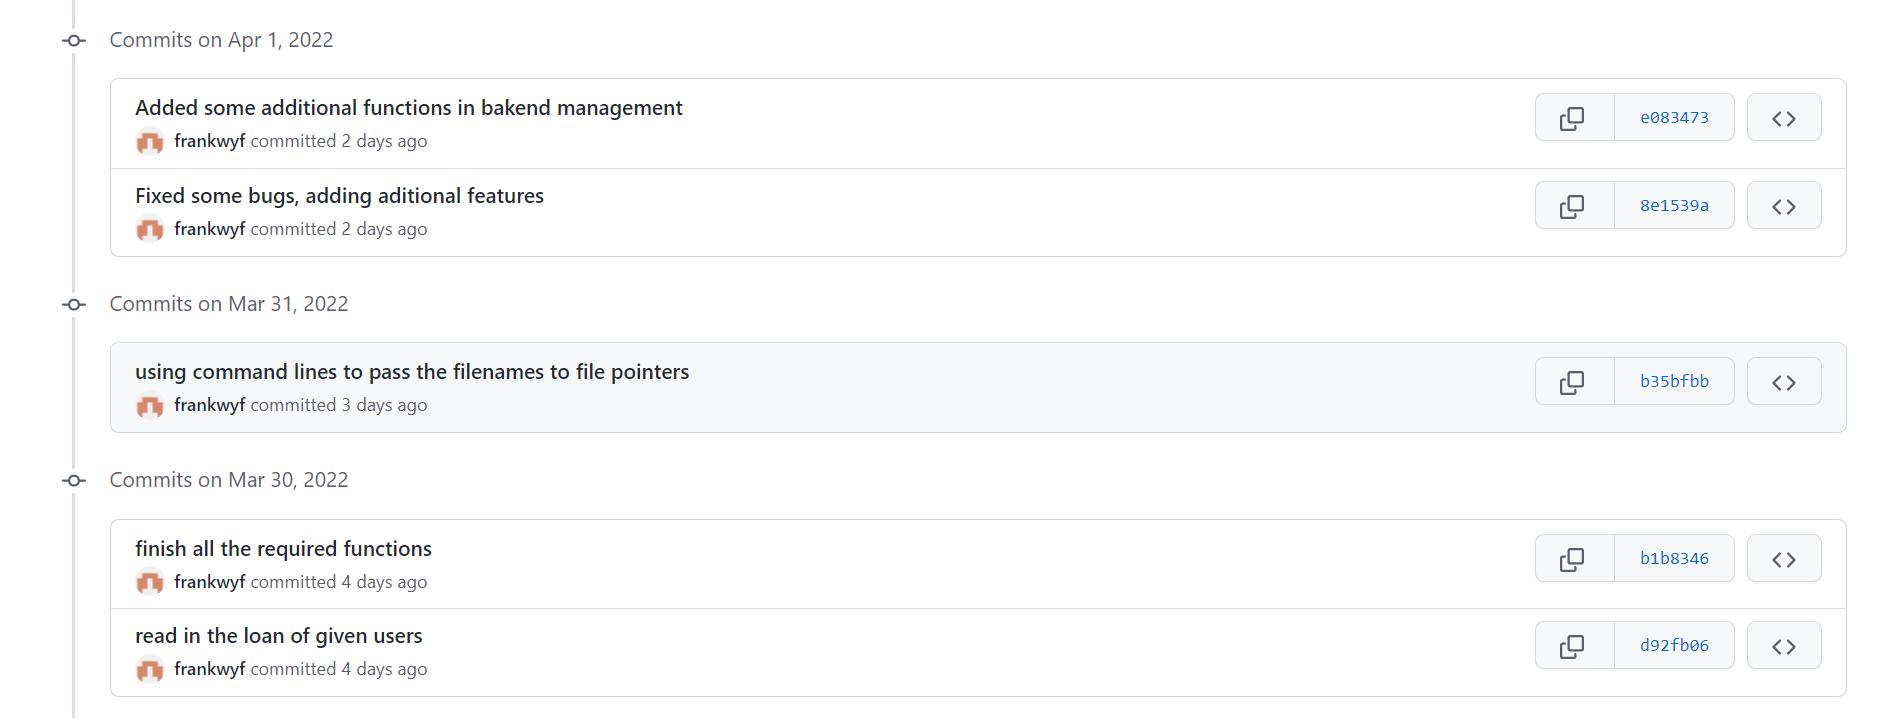 Commits on Apr 1, 2022
Added some additional functions in bakend management
frankwyf committed 2 days ago
e083473
Fixed some bugs, adding aditional features
frankwyf committed 2 days ago
8e1539a
Commits on Mar 31, 2022
using command lines to pass the filenames to file pointers
frankwyf committed 3 days ago
b35bfbb
Commits on Mar 30, 2022
finish all the required functions
frankwyf committed 4 days ago
b1b8346
read in the loan of given users
frankwyf committed 4 days ago
d92fb06